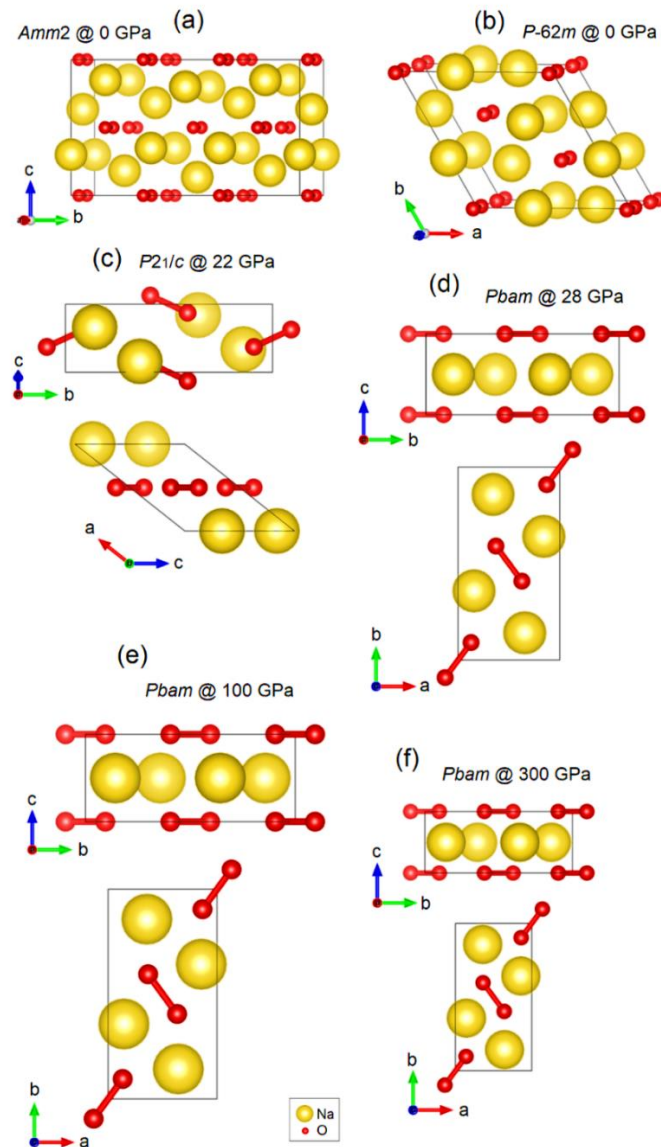 (a)
Amm2 @ 0 GPa
c
b
(b)
P-62m @ 0 GPa
b
a
(c)
P21/c @ 22 GPa
c
b
a
c
(d)
Pbam @ 28 GPa
c
b
b
a
(e)
Pbam @ 100 GPa
c
b
b
a
(f)
Pbam @ 300 GPa
c
b
b
a
Na
O